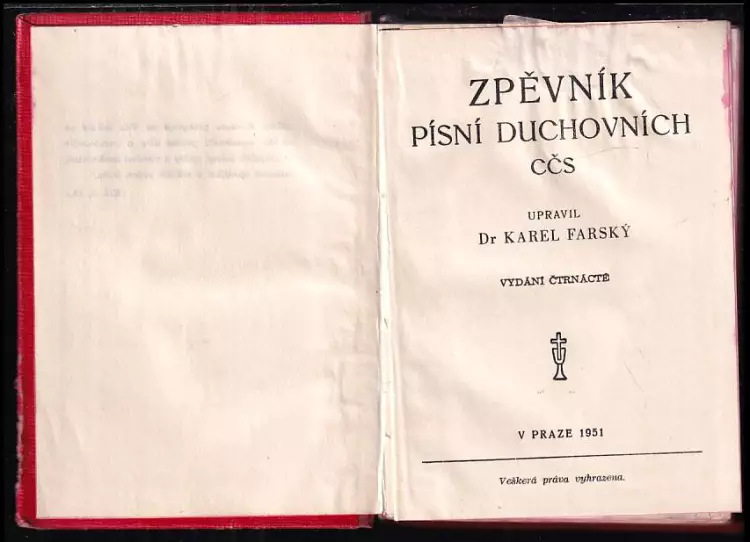 ZPĚVNÍK
PÍSNÍ DUCHOVNÍCH
CČS
UPRAVIL
Dr KAREL FARSKÝ
VYDÁNÍ ČTRNÁCTÉ
V PRAZE 1951
Veškerá práva vyhrazena.